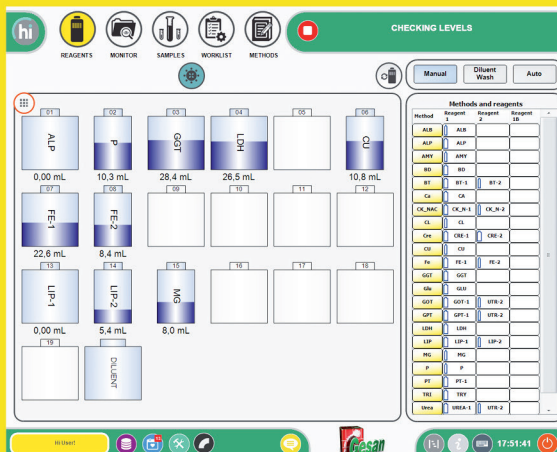 hi
CHECKING LEVELS
REAGENTS MONITOR SAMPLES WORKLIST METHODS
Manual Diluent Wash Auto
01 02 03 04 05 06
ALP P GGT LDH CU
0,00 mL 10,3 mL 28,4 mL 26,5 mL 10,8 mL
07 08 09 10 11 12
FE-1 FE-2
22,6 mL 8,4 mL
13 14 15 16 17 18
LIP-1 LIP-2 MG
0,00 mL 5,4 mL 8,0 mL
19
DILUENT
Methods and reagents
Method Reagent 1 Reagent 2 Reagent 1B
ALB ALB
ALP ALP
AMY AMY
BD BD
BT BT-1 BT-2
Ca CA
CK_NAC CK_N-1 CK_N-2
CL CL
Cre CRE-1 CRE-2
CU CU
Fe FE-1 FE-2
GGT GGT
Glu GLU
GOT GOT-1 UTR-2
GPT GPT-1 UTR-2
LDH LDH
LIP LIP-1 LIP-2
MG MG
P P
PT PT-1
TRI TRY
Urea UREA-1 UTR-2
Hi User!
Gesan
17:51:41